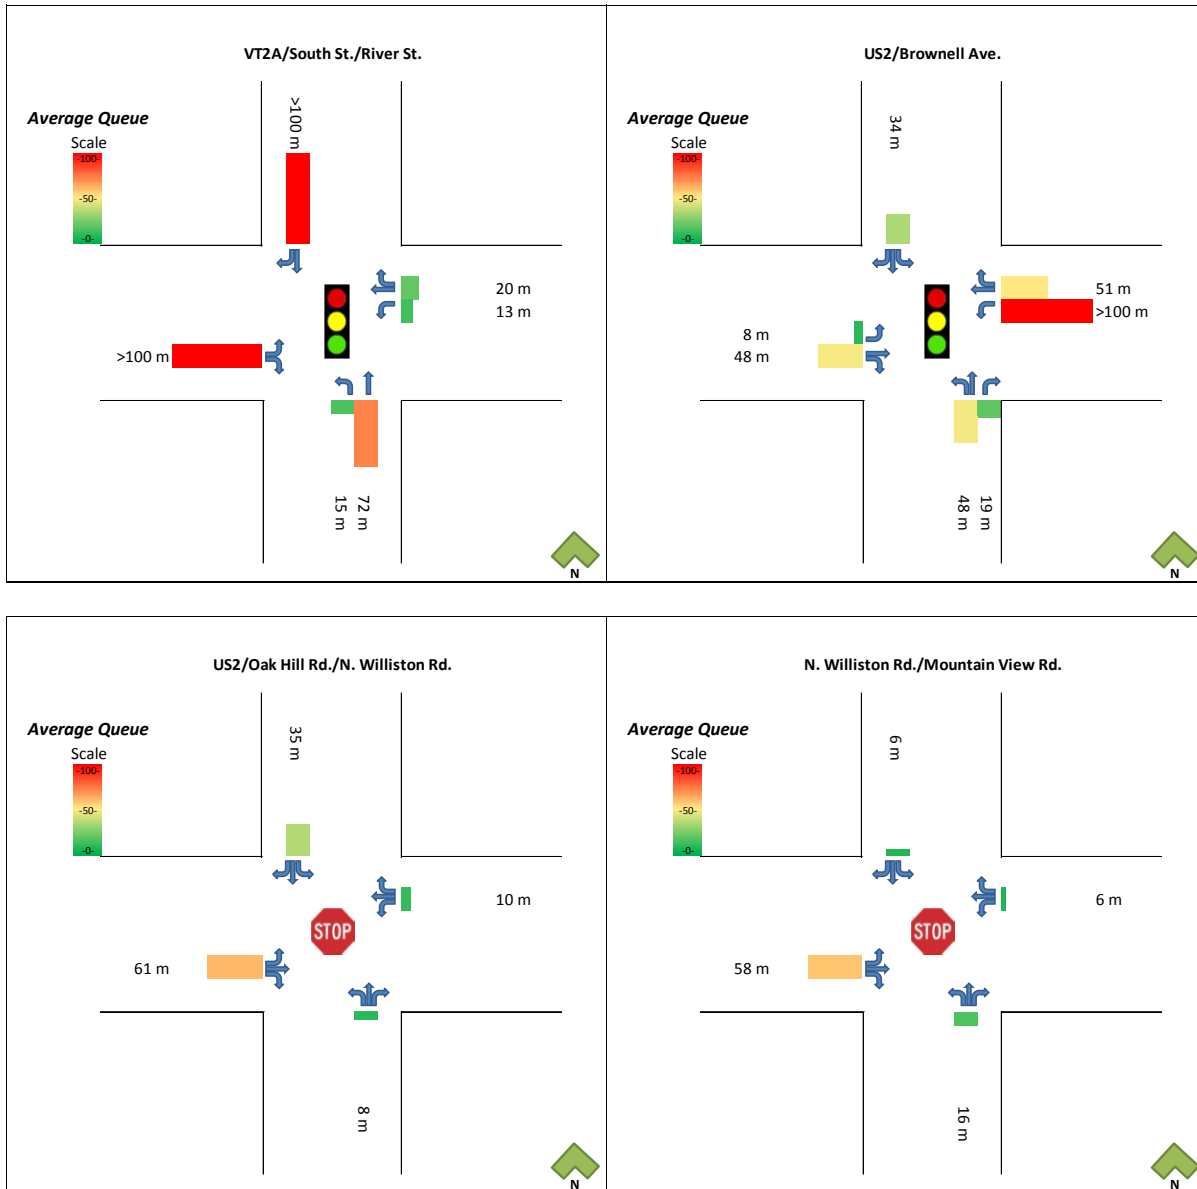 VT2A/South St./River St.
Average Queue
Scale
-100-
-50-
-0-
>100 m
20 m
13 m
>100 m
15 m
72 m
N
US2/Brownell Ave.
Average Queue
Scale
-100-
-50-
-0-
34 m
51 m
>100 m
8 m
48 m
48 m
19 m
N
US2/Oak Hill Rd./N. Williston Rd.
Average Queue
Scale
-100-
-50-
-0-
35 m
10 m
STOP
61 m
8 m
N
N. Williston Rd./Mountain View Rd.
Average Queue
Scale
-100-
-50-
-0-
6 m
6 m
STOP
58 m
16 m
N